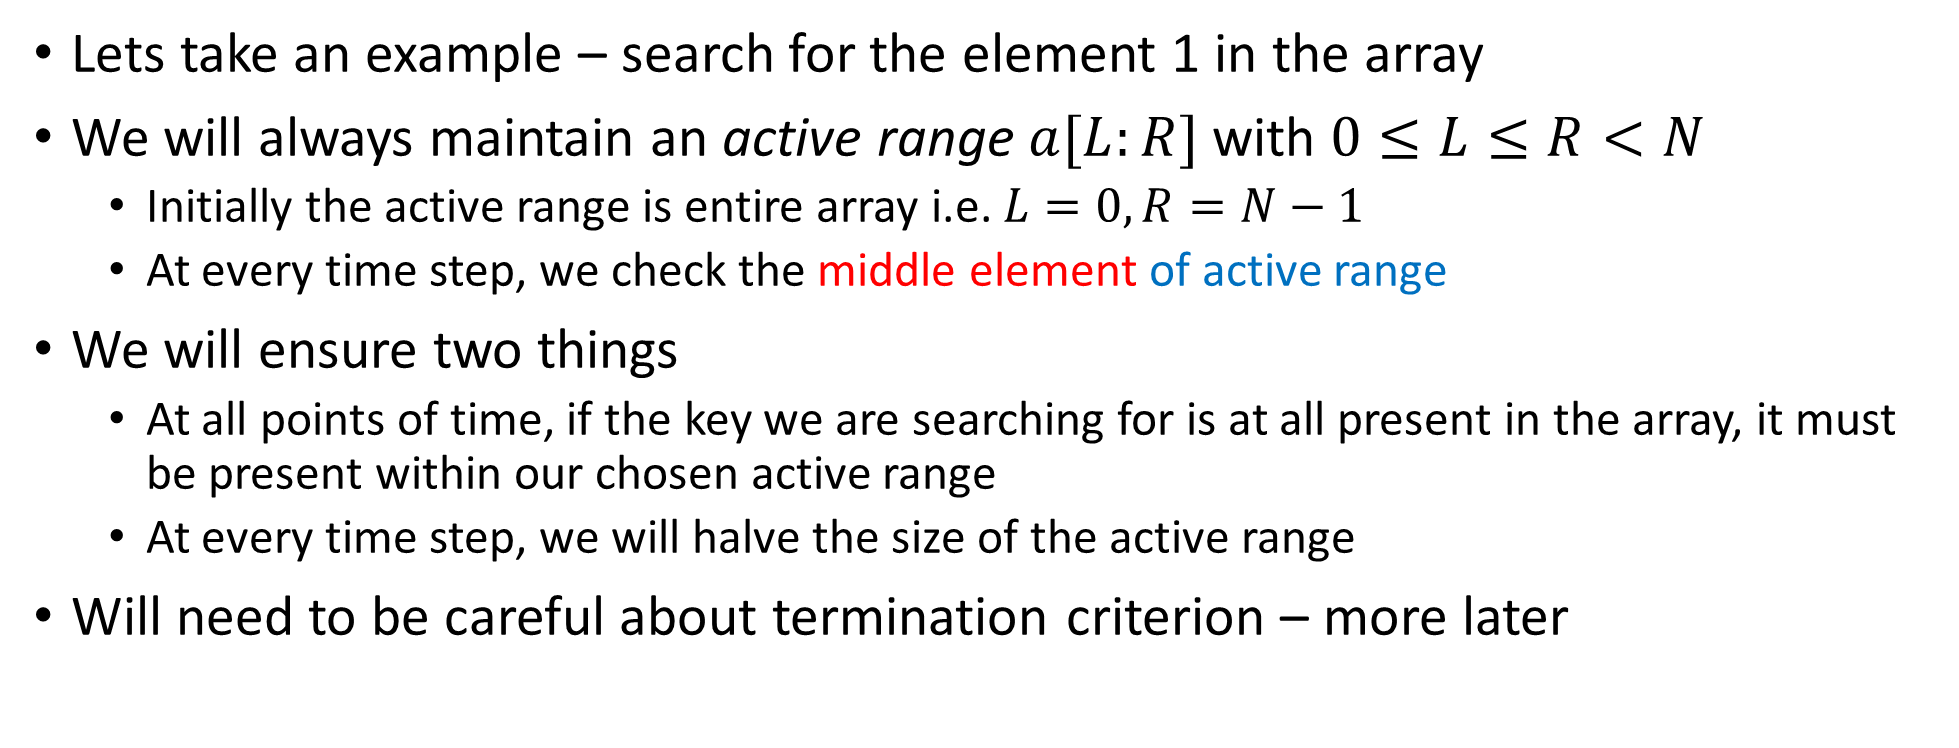 • Lets take an example – search for the element 1 in the array
• We will always maintain an active range a[L: R] with 0 ≤ L ≤ R < N
• Initially the active range is entire array i.e. L = 0, R = N − 1
• At every time step, we check the middle element of active range
• We will ensure two things
• At all points of time, if the key we are searching for is at all present in the array, it must
be present within our chosen active range
• At every time step, we will halve the size of the active range
• Will need to be careful about termination criterion – more later